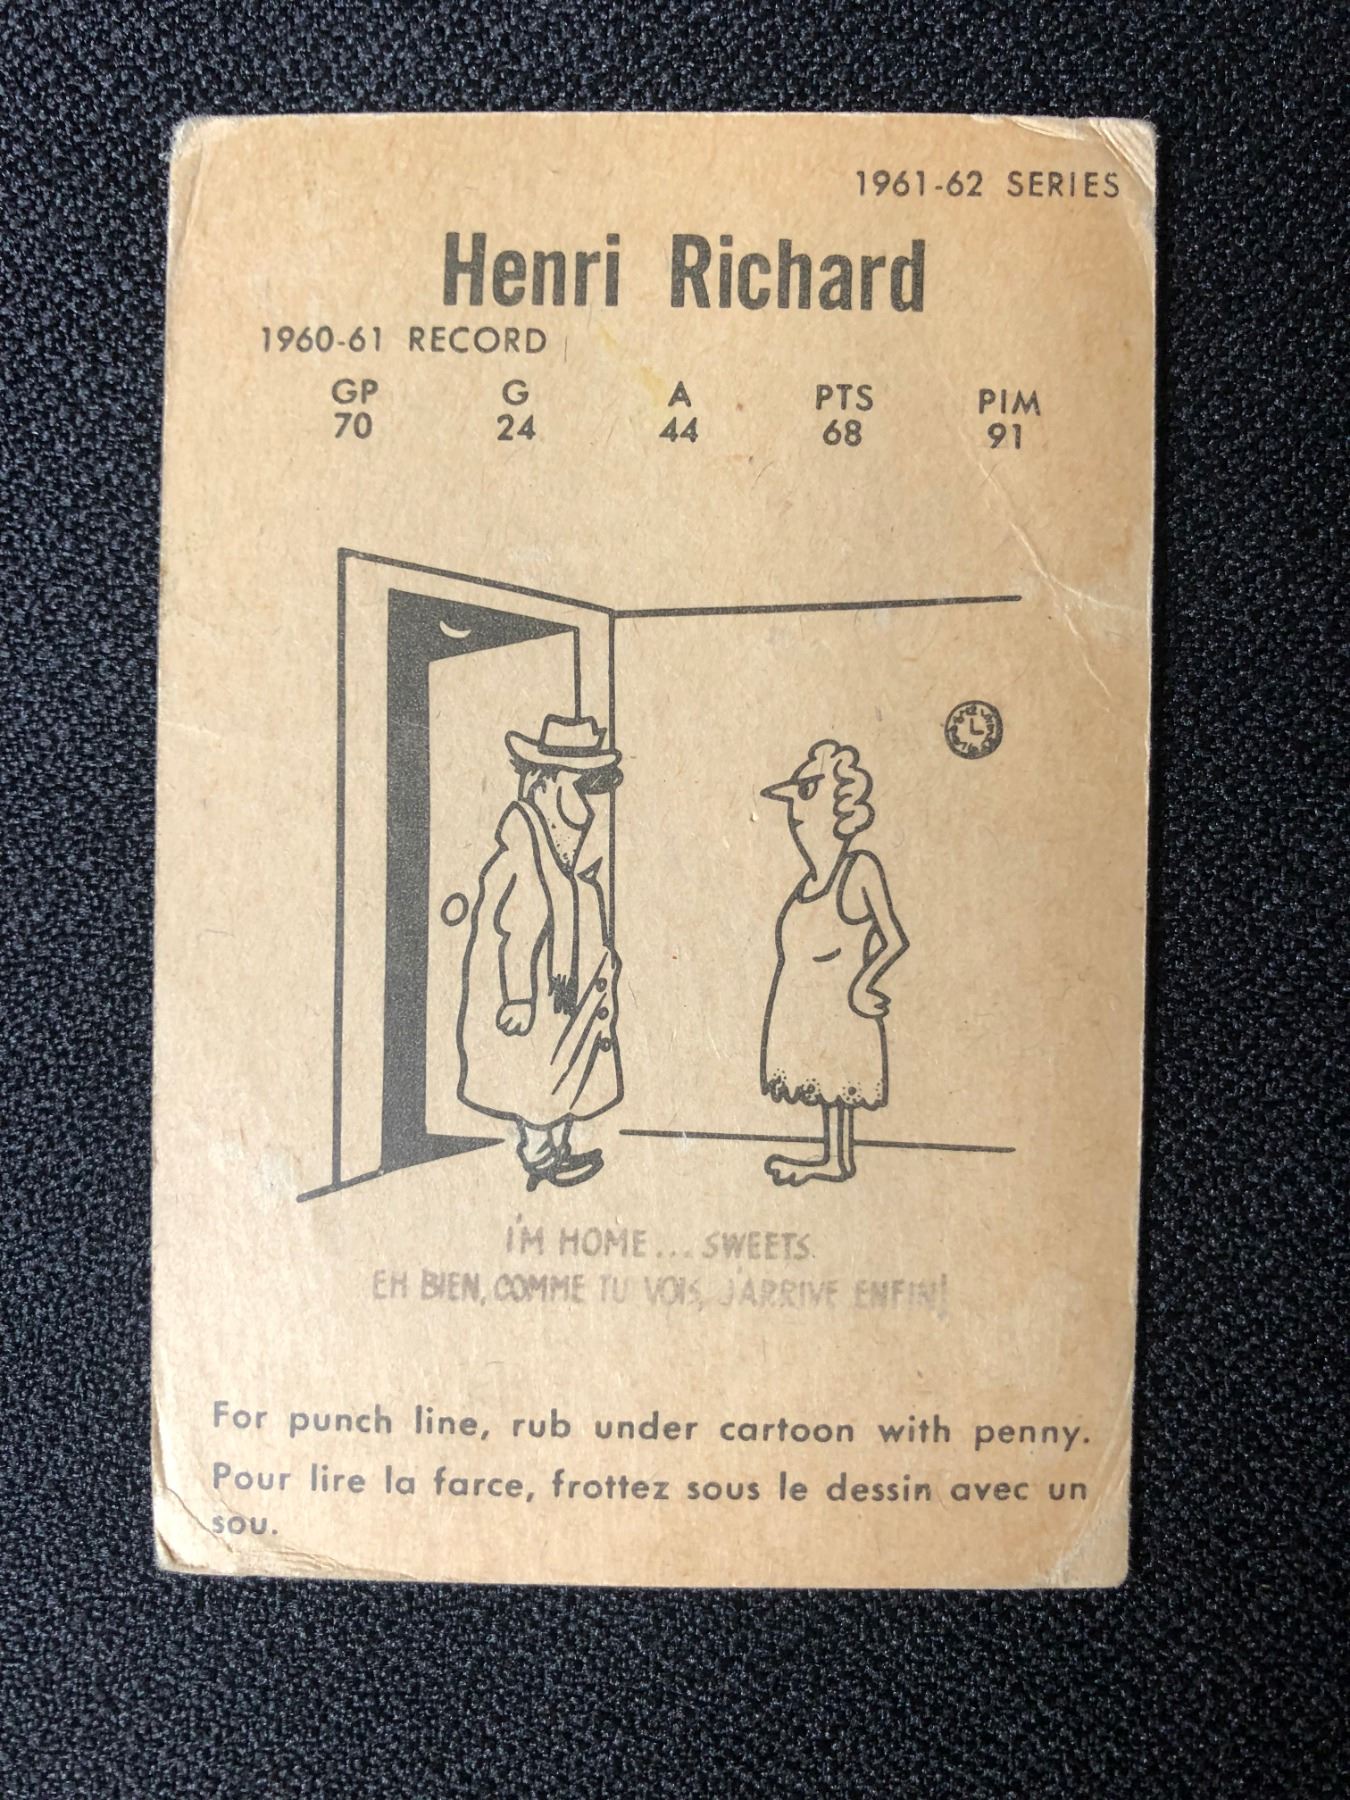 1961-62 SERIES
Henri Richard
1960-61 RECORD
GP G A PTS PIM
70 24 44 68 91
I'M HOME... SWEETS.
EH BIEN, COMME TU VOIS, J'ARRIVE ENFIN!
For punch line, rub under cartoon with penny.
Pour lire la farce, frottez sous le dessin avec un
sou.